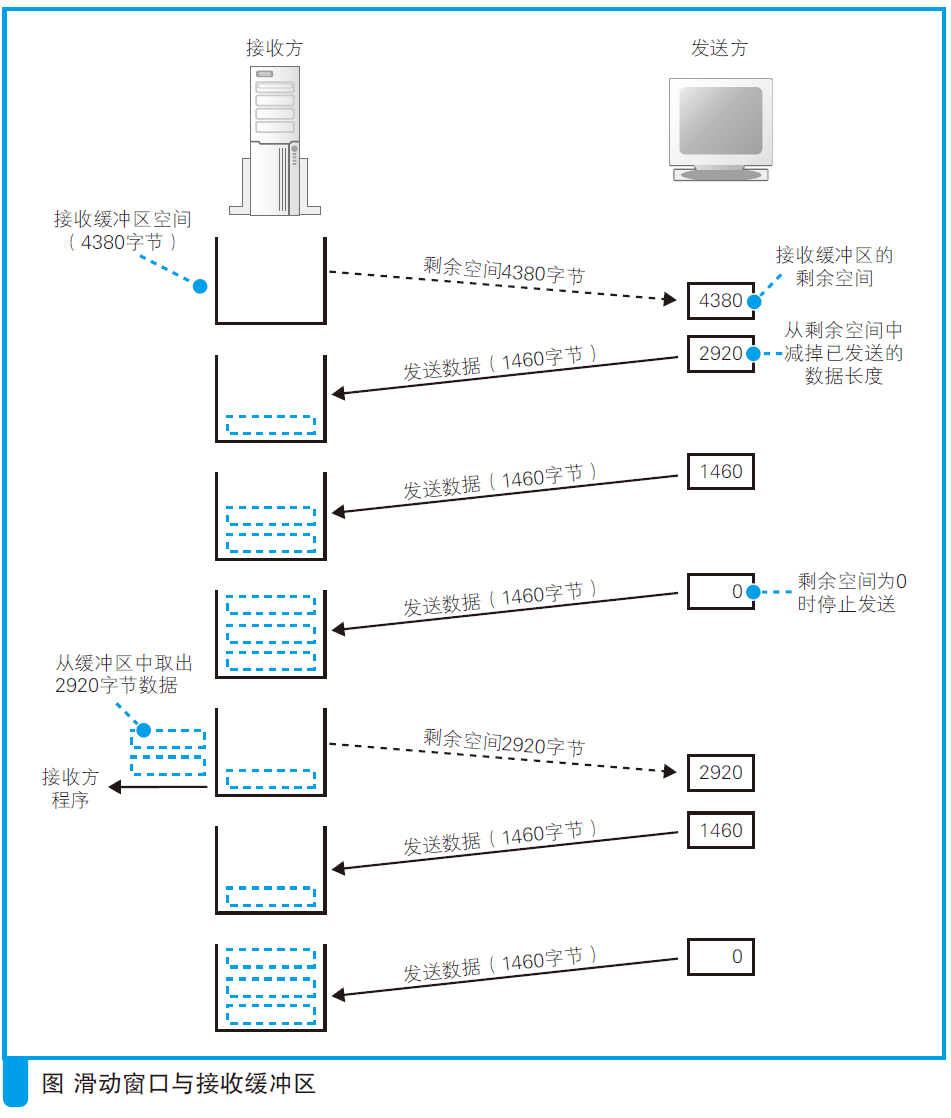 接收方
发送方
接收缓冲区空间
（4380字节）
剩余空间4380字节
4380
接收缓冲区的
剩余空间
发送数据（1460字节）
2920
从剩余空间中
减掉已发送的
数据长度
发送数据（1460字节）
1460
发送数据（1460字节）
0
剩余空间为0
时停止发送
从缓冲区中取出
2920字节数据
接收方
程序
剩余空间2920字节
2920
发送数据（1460字节）
1460
发送数据（1460字节）
0
图 滑动窗口与接收缓冲区